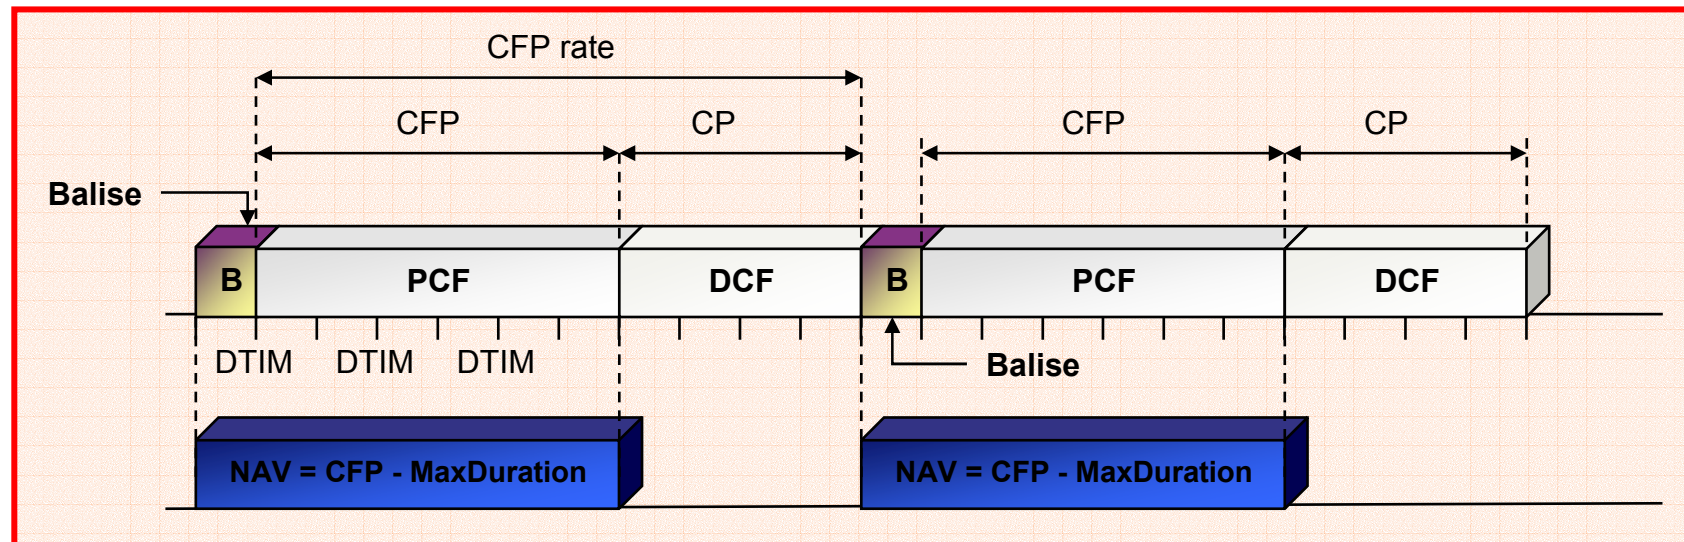 CFP rate
CFP CP CFP CP
Balise
B PCF DCF B PCF DCF
DTIM DTIM DTIM
Balise
NAV = CFP - MaxDuration NAV = CFP - MaxDuration